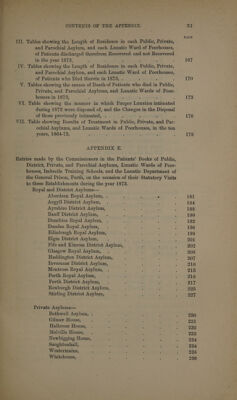 CONTENTS OF THE APPENDIX. 53
PAGE
III. Tables showing the Length of Residence in each Public, Private,
and Parochial Asylum, and each Lunatic Ward of Poorhouses,
of Patients discharged therefrom Recovered and not Recovered
in the year 1873, 167
IV. Tables showing the Length of Residence in each Public, Private,
and Parochial Asylum, and each Lunatic Ward of Poorhouses,
of Patients who Died therein in 1873, 170
V. Tables showing the causes of Death of Patients who died in Public,
Private, and Parochial Asylums and Lunatic Wards of Poor-
houses in 1873, 173
VI. Table showing the manner in which Pauper Lunatics intimated
during 1872 were disposed of, and the Changes in the Disposal
of those previously intimated, 176
VII. Table showing Results of Treatment in Public, Private, and Par-
ochial Asylums, and Lunatic Wards of Poorhouses, in the ten
years, 1864-73, 178
APPENDIX E.
Entries made by the Commissioners in the Patients' Books of Public,
District, Private, and Parochial Asylums, Lunatic Wards of Poor-
houses, Imbecile Training Schools, and the Lunatic Department of
the General Prison, Perth, on the occasion of their Statutory Visits
to these Establishments during the year 1873.
Royal and District Asylums—
Aberdeen Royal Asylum, 181
Argyll District Asylum, 184
Ayrshire District Asylum, 188
Banff District Asylum, 190
Dumfries Royal Asylum, 192
Dundee Royal Asylum, 196
Edinburgh Royal Asylum, 198
Elgin District Asylum, 201
Fife and Kinross District Asylum, 202
Glasgow Royal Asylum, 205
Haddington District Asylum, 207
Inverness District Asylum, 210
Montrose Royal Asylum, 213
Perth Royal Asylum, 216
Perth District Asylum, 217
Roxburgh District Asylum, 225
Stirling District Asylum, 227
Private Asylums—
Bothwell Asylum, 230
Gilmer House, 231
Hallcross House, 232
Melville House, 233
Newbigging House, 234
Saughtonhall, 234
Westermains, 235
Whitehouse, 236